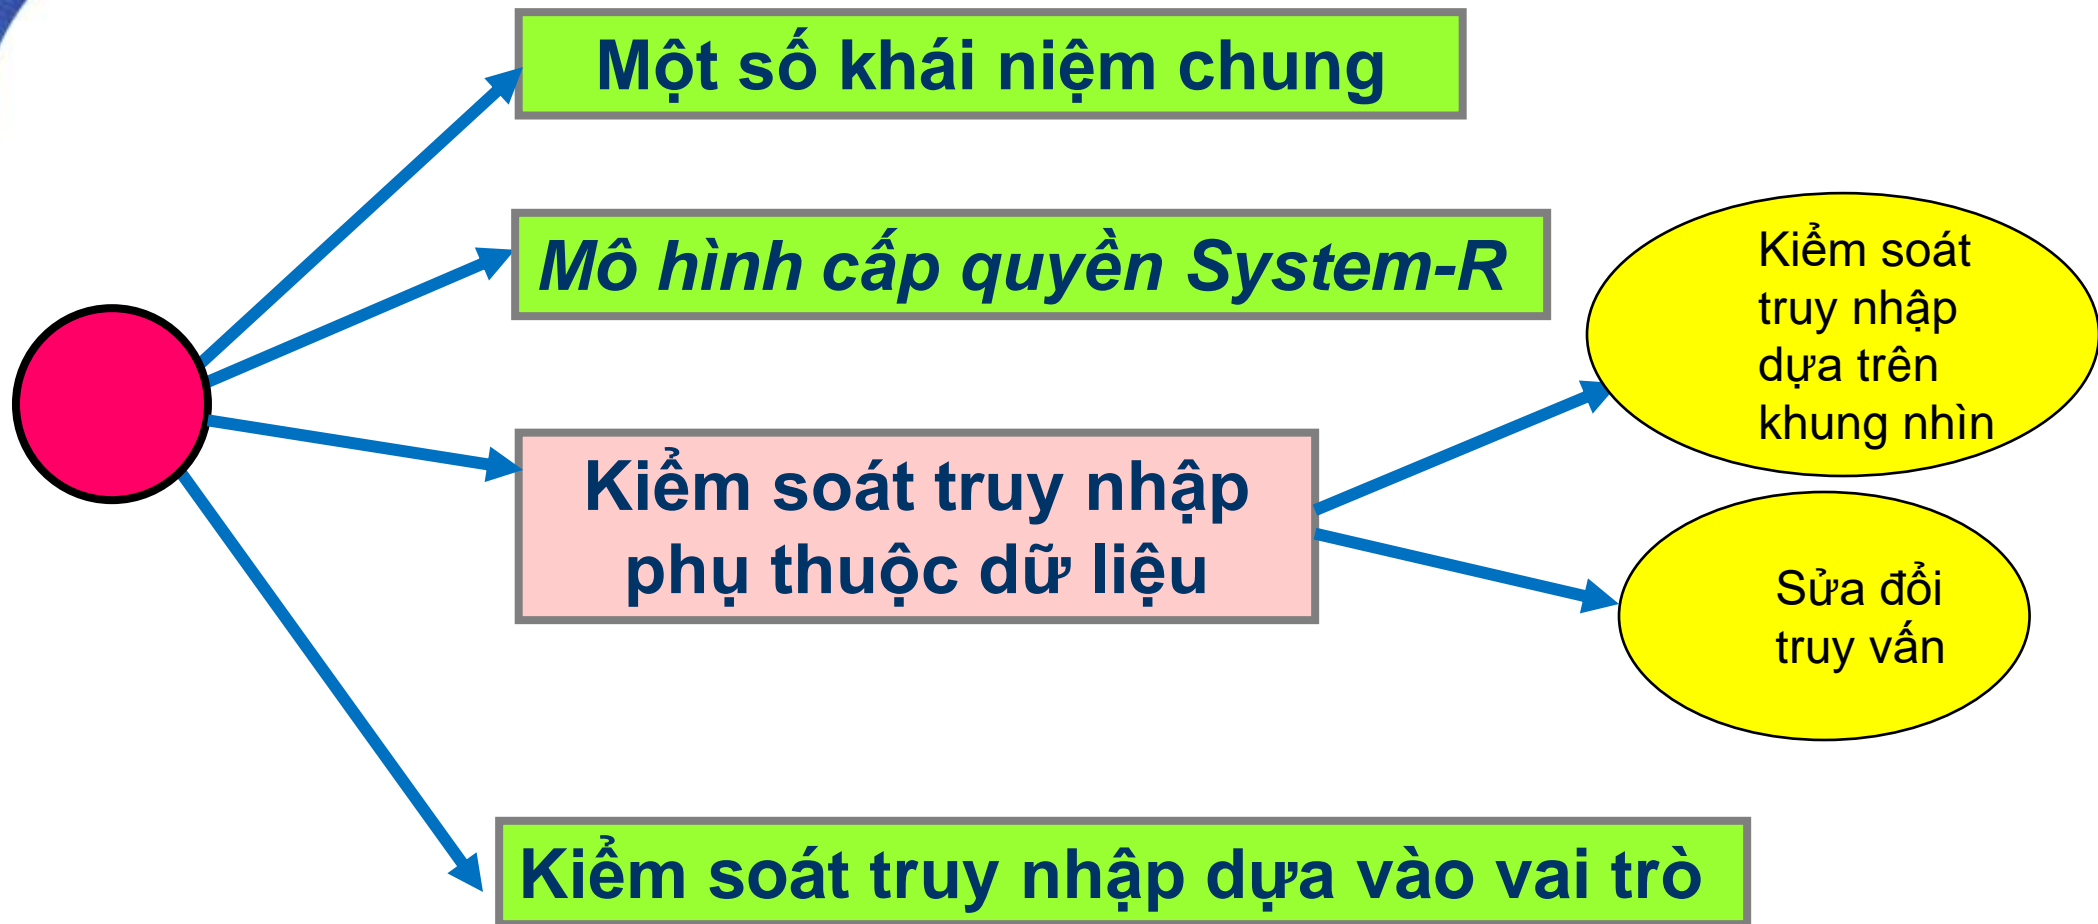 Một số khái niệm chung
Mô hình cấp quyền System-R
Kiểm soát truy nhập
phụ thuộc dữ liệu
Kiểm soát
truy nhập
dựa trên
khung nhìn
Sửa đổi
truy vấn
Kiểm soát truy nhập dựa vào vai trò